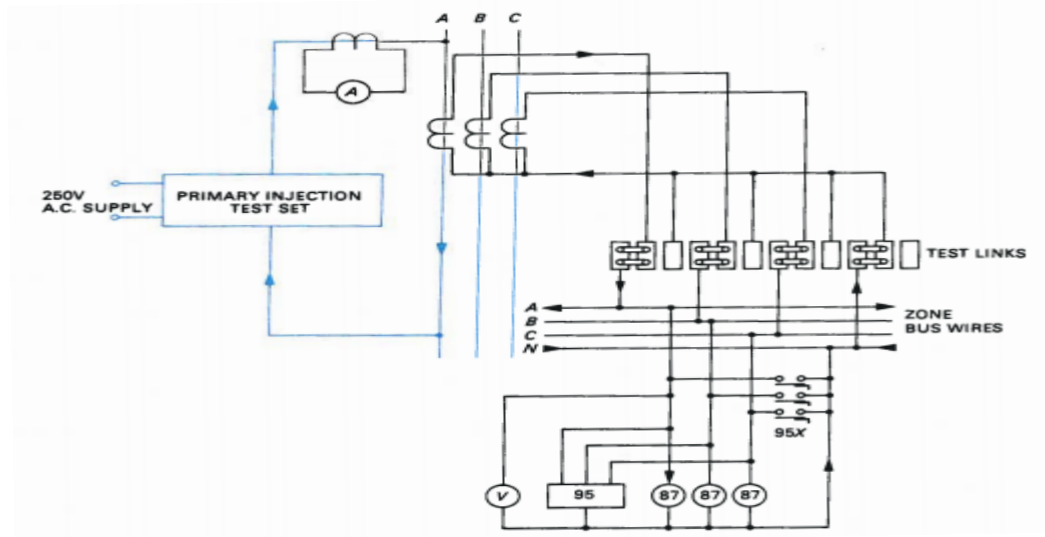 A B C
A
250V
A.C. SUPPLY
PRIMARY INJECTION
TEST SET
TEST LINKS
A
B
C
N
ZONE
BUS WIRES
95X
V
95
87
87
87